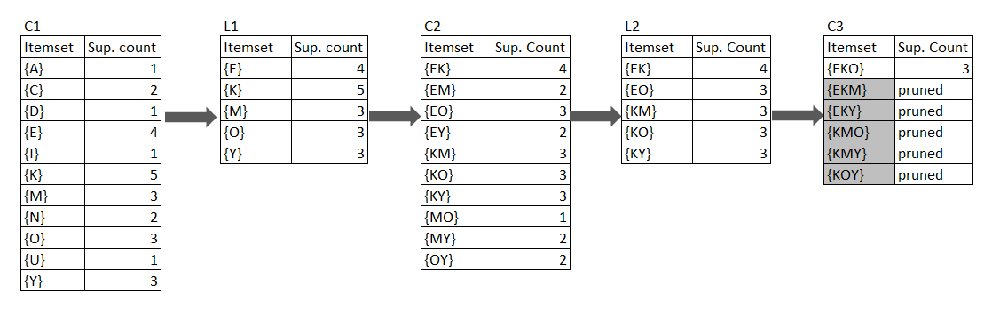 C1
Itemset Sup. count
{A} 1
{C} 2
{D} 1
{E} 4
{I} 1
{K} 5
{M} 3
{N} 2
{O} 3
{U} 1
{Y} 3
L1
Itemset Sup. count
{E} 4
{K} 5
{M} 3
{O} 3
{Y} 3
C2
Itemset Sup. Count
{EK} 4
{EM} 2
{EO} 3
{EY} 2
{KM} 3
{KO} 3
{KY} 3
{MO} 1
{MY} 2
{OY} 2
L2
Itemset Sup. Count
{EK} 4
{EO} 3
{KM} 3
{KO} 3
{KY} 3
C3
Itemset Sup. Count
{EKO} 3
{EKM} pruned
{EKY} pruned
{KMO} pruned
{KMY} pruned
{KOY} pruned